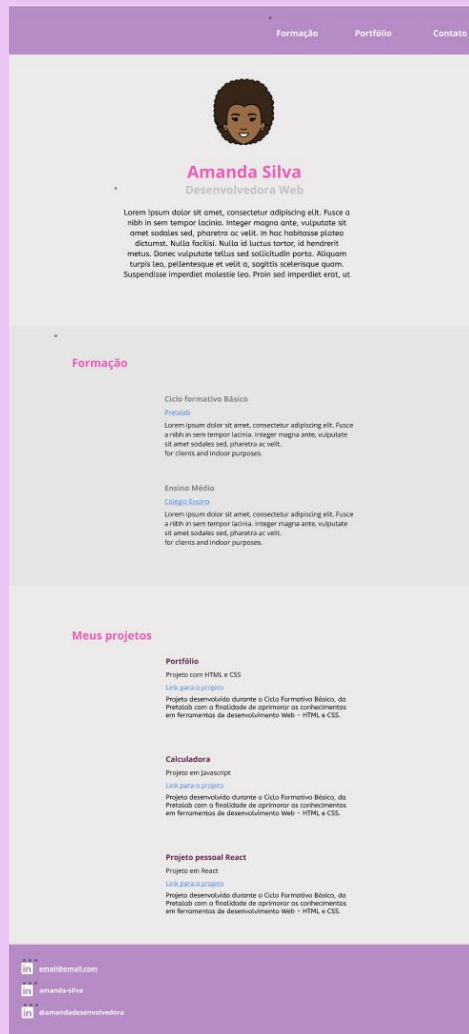 Formação Portfólio Contato
Amanda Silva
Desenvolvedora Web
Lorem ipsum dolor sit amet, consectetur adipiscing elit. Fusce a
nibh in sem tempor lacinia. Integer magna ante, vulputate sit
amet sodales sed, pharetra ac velit. In hac habitasse platea
dictumst. Nulla facilisi. Nulla id luctus tortor, id hendrerit
metus. Donec vulputate tellus sed sollicitudin porta. Aliquam
turpis leo, pellentesque et velit a, sagittis scelerisque quam.
Suspendisse imperdiet molestie leo. Proin sed imperdiet erat, ut
Formação
Ciclo formativo Básico
Pretalab
Lorem ipsum dolor sit amet, consectetur adipiscing elit. Fusce
a nibh in sem tempor lacinia. Integer magna ante, vulputate
sit amet sodales sed, pharetra ac velit.
for clients and indoor purposes.
Ensino Médio
Colégio Ensino
Lorem ipsum dolor sit amet, consectetur adipiscing elit. Fusce
a nibh in sem tempor lacinia. Integer magna ante, vulputate
sit amet sodales sed, pharetra ac velit.
for clients and indoor purposes.
Meus projetos
Portfólio
Projeto com HTML e CSS
Link para o projeto
Projeto desenvolvido durante o Ciclo Formativo Básico, da
Pretalab com a finalidade de aprimorar os conhecimentos
em ferramentas de desenvolvimento Web - HTML e CSS.
Calculadora
Projeto em Javascript
Link para o projeto
Projeto desenvolvido durante o Ciclo Formativo Básico, da
Pretalab com a finalidade de aprimorar os conhecimentos
em ferramentas de desenvolvimento Web - HTML e CSS.
Projeto pessoal React
Projeto em React
Link para o projeto
Projeto desenvolvido durante o Ciclo Formativo Básico, da
Pretalab com a finalidade de aprimorar os conhecimentos
em ferramentas de desenvolvimento Web - HTML e CSS.
in email@email.com
in amanda-silva
in @amandadesenvolvedora